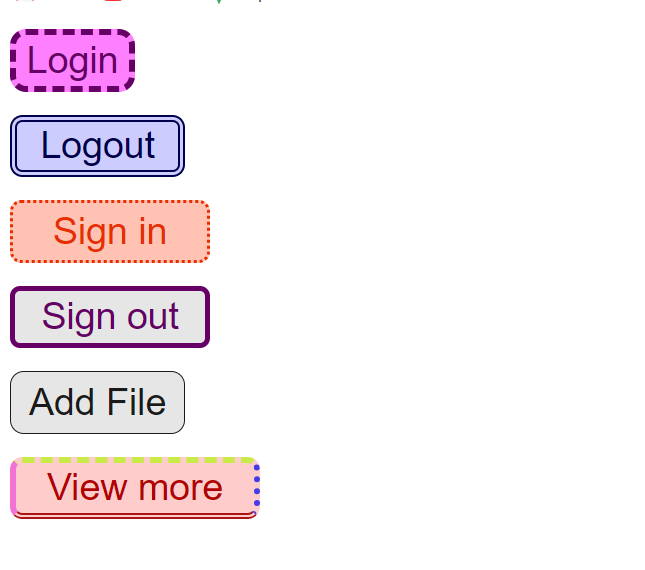 Login
Logout
Sign in
Sign out
Add File
View more